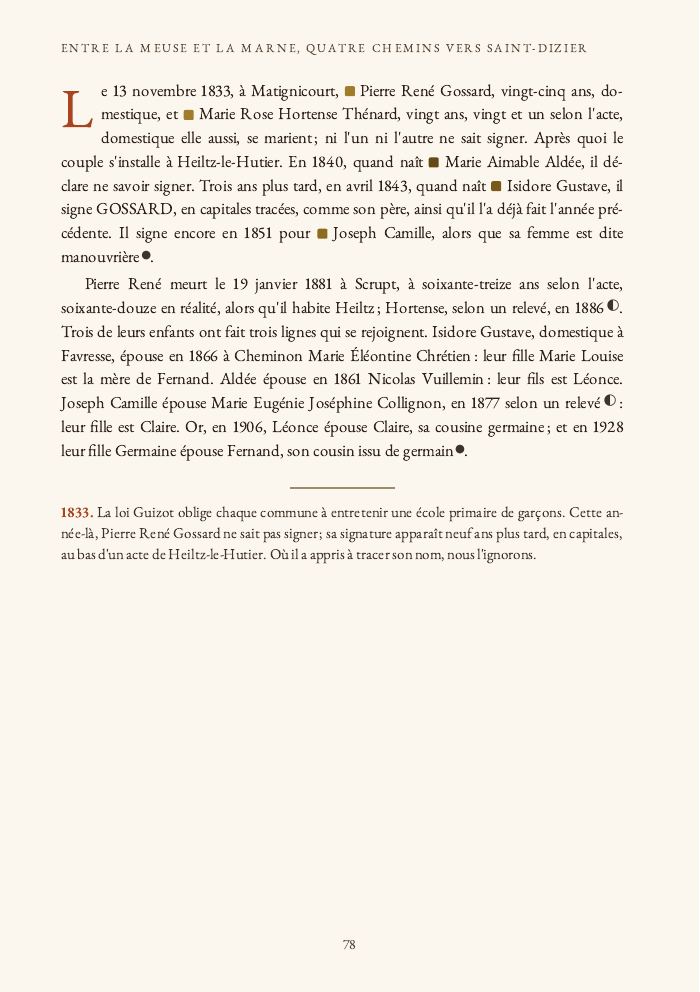 ENTRE LA MEUSE ET LA MARNE, QUATRE CHEMINS VERS SAINT-DIZIER
Le 13 novembre 1833, à Matignicourt, Pierre René Gossard, vingt-cinq ans, do-
mestique, et Marie Rose Hortense Thénard, vingt ans, vingt et un selon l'acte,
domestique elle aussi, se marient ; ni l'un ni l'autre ne sait signer. Après quoi le
couple s'installe à Heiltz-le-Hutier. En 1840, quand naît Marie Aimable Aldée, il dé-
clare ne savoir signer. Trois ans plus tard, en avril 1843, quand naît Isidore Gustave, il
signe GOSSARD, en capitales tracées, comme son père, ainsi qu'il l'a déjà fait l'année pré-
cédente. Il signe encore en 1851 pour Joseph Camille, alors que sa femme est dite
manouvrière.
Pierre René meurt le 19 janvier 1881 à Scrupt, à soixante-treize ans selon l'acte,
soixante-douze en réalité, alors qu'il habite Heiltz ; Hortense, selon un relevé, en 1886.
Trois de leurs enfants ont fait trois lignes qui se rejoignent. Isidore Gustave, domestique à
Favresse, épouse en 1866 à Cheminon Marie Éléontine Chrétien : leur fille Marie Louise
est la mère de Fernand. Aldée épouse en 1861 Nicolas Vuillemin : leur fils est Léonce.
Joseph Camille épouse Marie Eugénie Joséphine Collignon, en 1877 selon un relevé :
leur fille est Claire. Or, en 1906, Léonce épouse Claire, sa cousine germaine ; et en 1928
leur fille Germaine épouse Fernand, son cousin issu de germain.
1833. La loi Guizot oblige chaque commune à entretenir une école primaire de garçons. Cette an-
née-là, Pierre René Gossard ne sait pas signer ; sa signature apparaît neuf ans plus tard, en capitales,
au bas d'un acte de Heiltz-le-Hutier. Où il a appris à tracer son nom, nous l'ignorons.
78